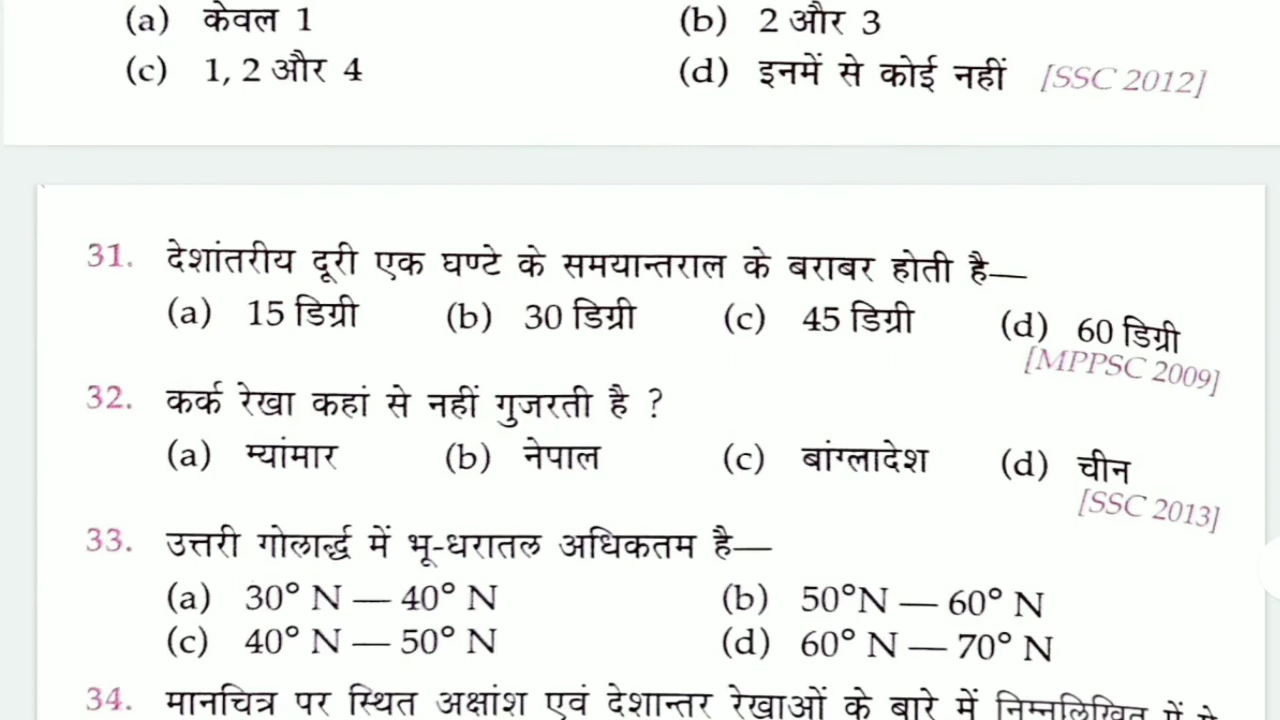 (a) केवल 1 (b) 2 और 3
(c) 1, 2 और 4 (d) इनमें से कोई नहीं [SSC 2012]
31. देशांतरीय दूरी एक घण्टे के समयान्तराल के बराबर होती है—
(a) 15 डिग्री (b) 30 डिग्री (c) 45 डिग्री (d) 60 डिग्री
[MPPSC 2009]
32. कर्क रेखा कहां से नहीं गुजरती है ?
(a) म्यांमार (b) नेपाल (c) बांग्लादेश (d) चीन
[SSC 2013]
33. उत्तरी गोलार्द्ध में भू-धरातल अधिकतम है—
(a) 30° N — 40° N (b) 50°N — 60° N
(c) 40° N — 50° N (d) 60° N — 70° N
34. मानचित्र पर स्थित अक्षांश एवं देशान्तर रेखाओं के बारे में निम्नलिखित में से